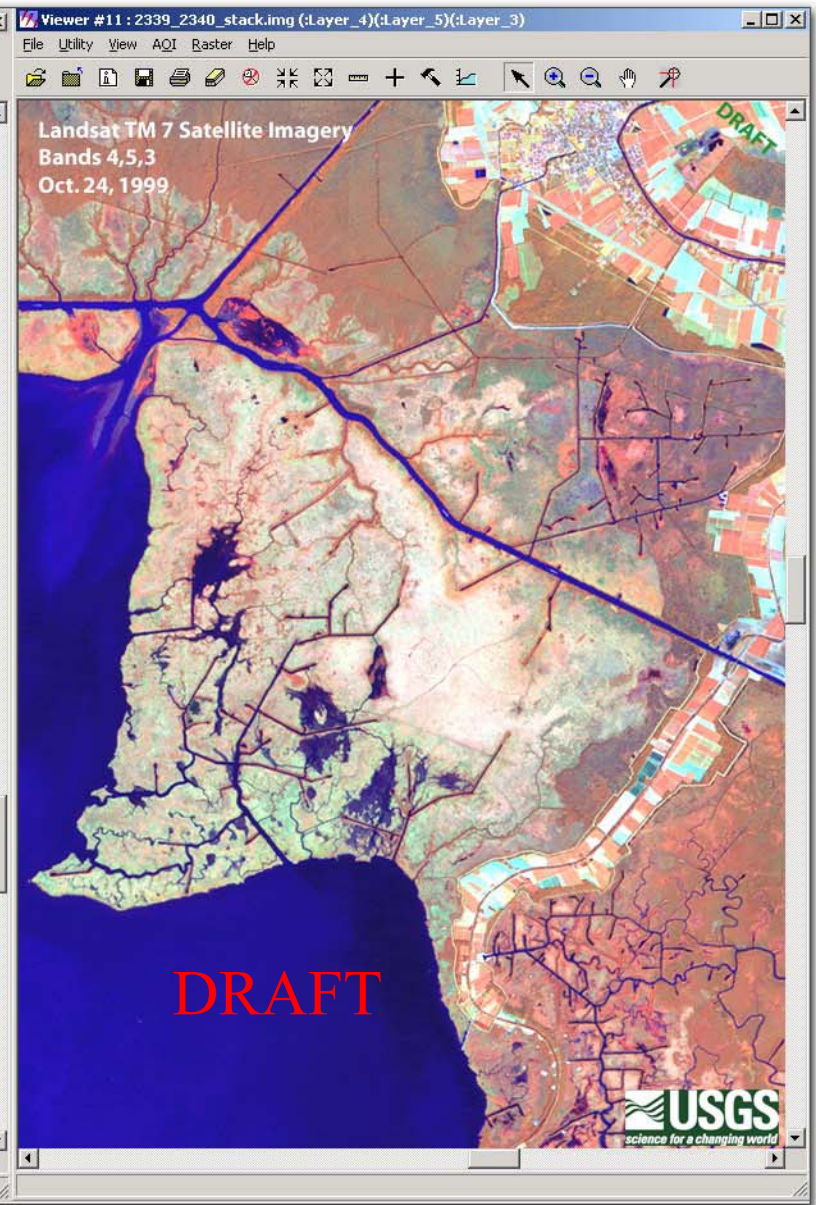 Viewer #11 : 2339_2340_stack.img (:Layer_4)(:Layer_5)(:Layer_3)
File Utility View AOI Raster Help
Landsat TM 7 Satellite Imagery
Bands 4,5,3
Oct. 24, 1999
DRAFT
DRAFT
USGS
science for a changing world